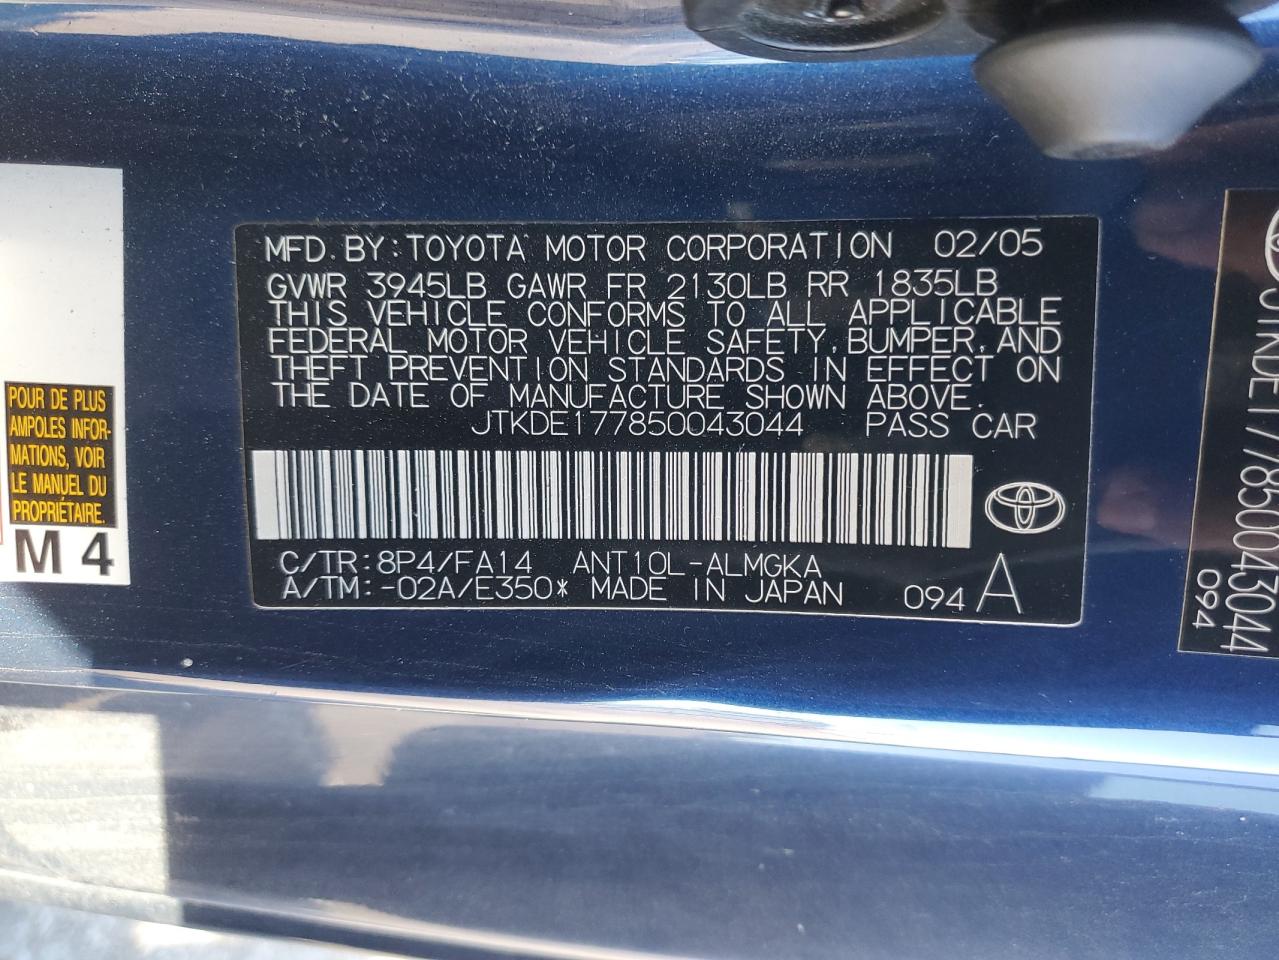 MFD. BY: TOYOTA MOTOR CORPORATION 02/05
GVWR 3945LB GAWR FR 2130LB RR 1835LB
THIS VEHICLE CONFORMS TO ALL APPLICABLE
FEDERAL MOTOR VEHICLE SAFETY, BUMPER, AND
THEFT PREVENTION STANDARDS IN EFFECT ON
THE DATE OF MANUFACTURE SHOWN ABOVE.
JTKDE177850043044 PASS CAR
C/TR: 8P4/FA14 ANT10L-ALMGKA
A/TM: -02A/E350* MADE IN JAPAN 094 A
POUR DE PLUS
AMPOLES INFOR-
MATIONS, VOIR
LE MANUEL DU
PROPRIÉTAIRE.
M 4
JTKDE177850043044
094